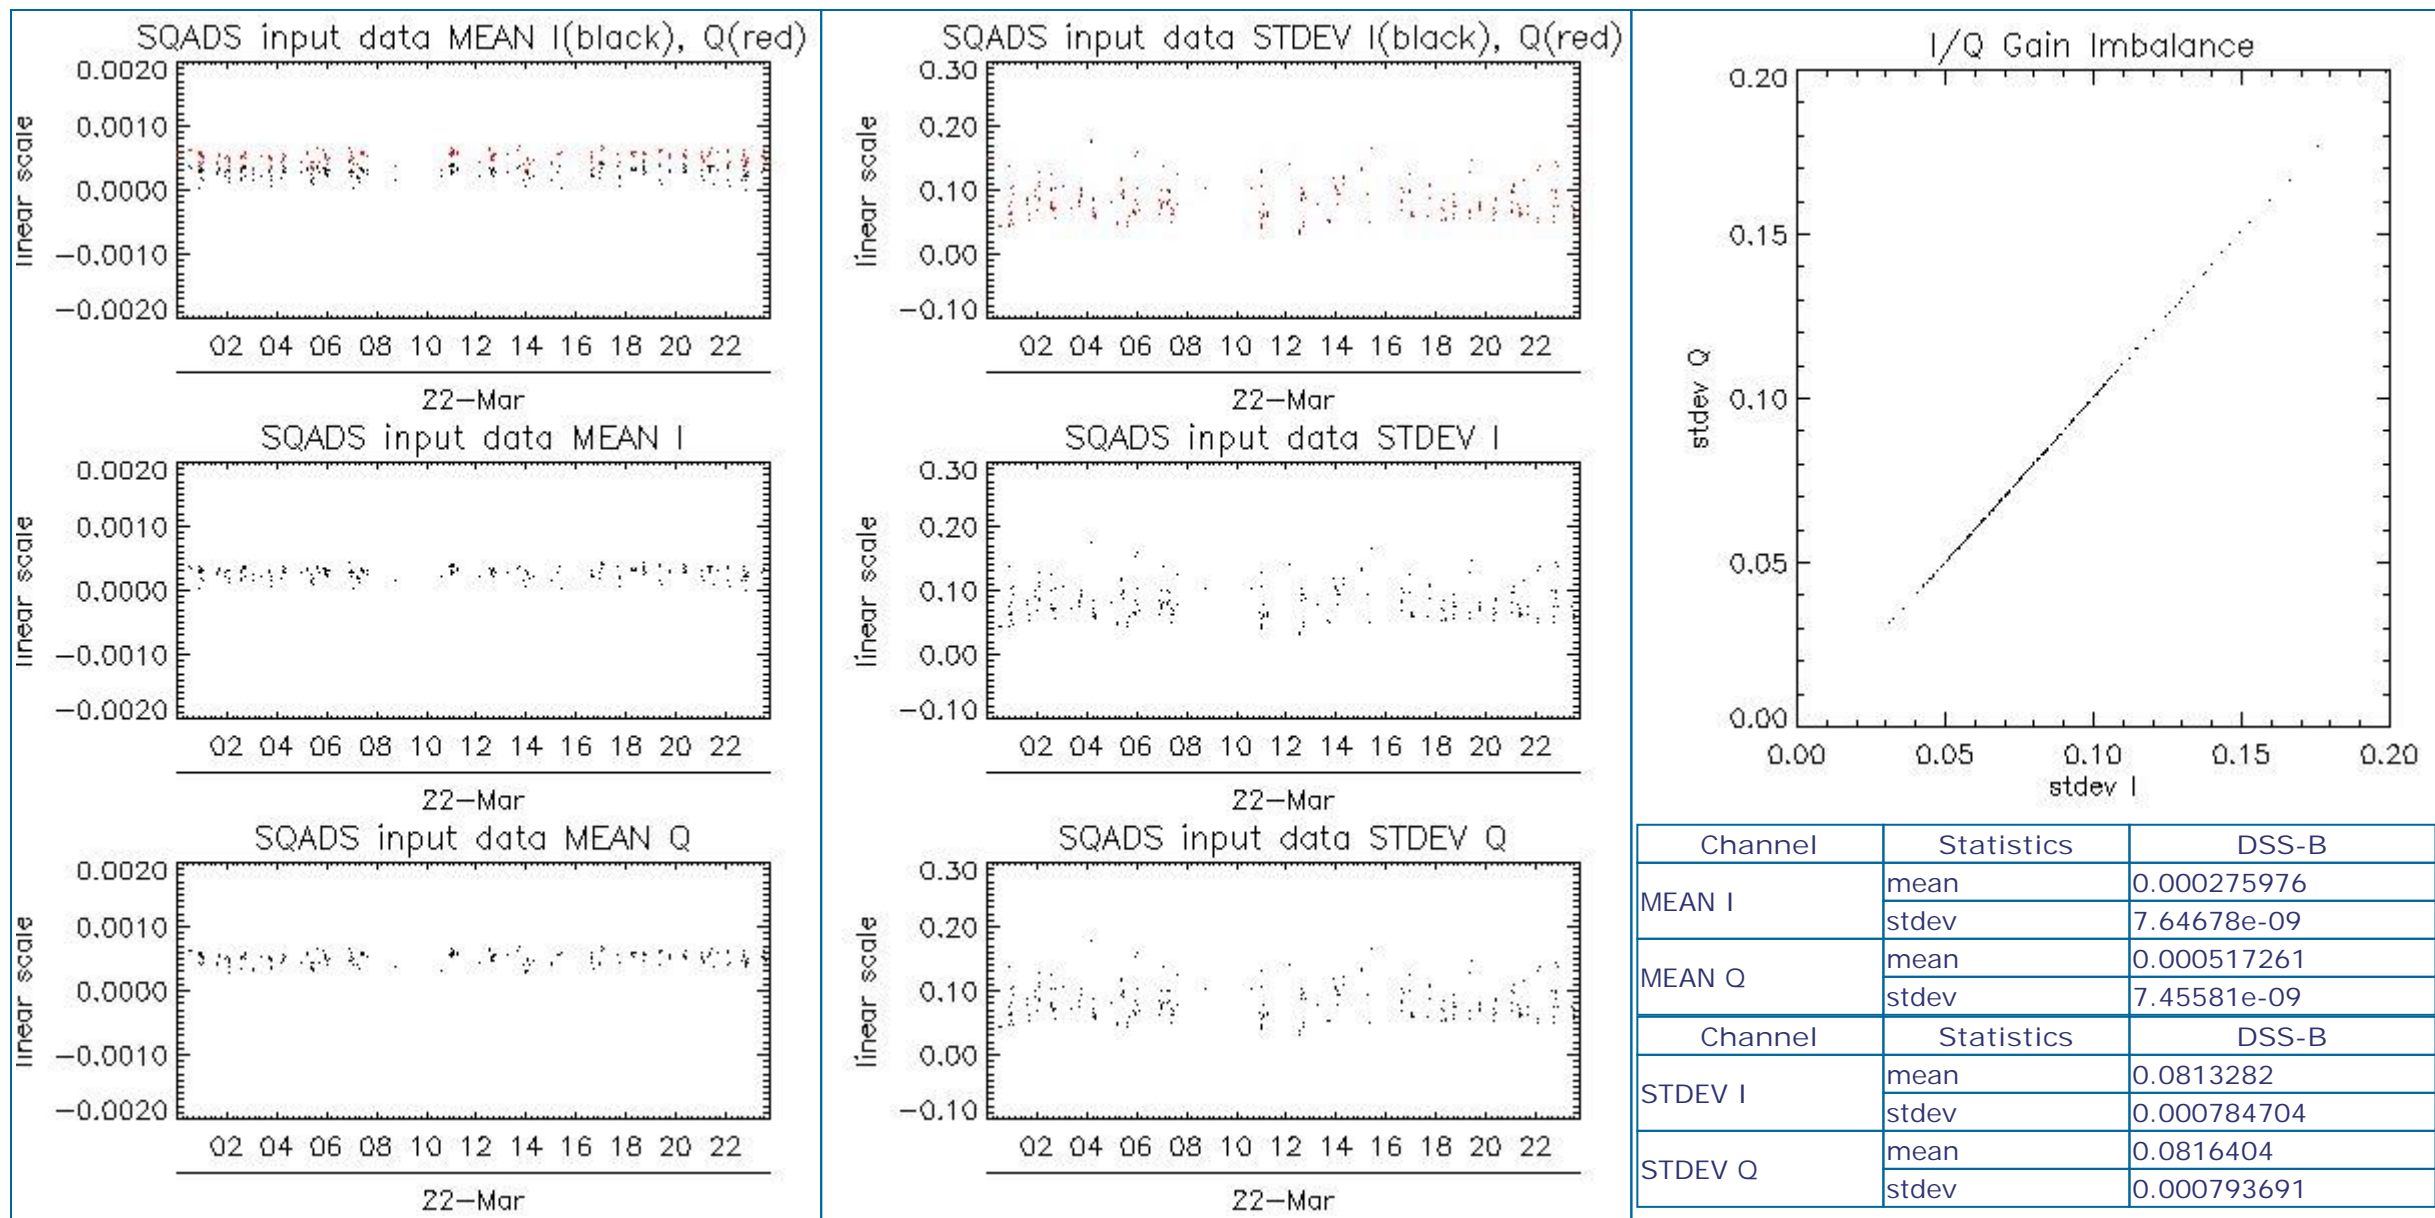 SQADS input data MEAN I(black), Q(red)
0.0020
0.0010
0.0000
−0.0010
−0.0020
linear scale
02 04 06 08 10 12 14 16 18 20 22
22−Mar
SQADS input data MEAN I
0.0020
0.0010
0.0000
−0.0010
−0.0020
linear scale
02 04 06 08 10 12 14 16 18 20 22
22−Mar
SQADS input data MEAN Q
0.0020
0.0010
0.0000
−0.0010
−0.0020
linear scale
02 04 06 08 10 12 14 16 18 20 22
22−Mar
SQADS input data STDEV I(black), Q(red)
0.30
0.20
0.10
0.00
−0.10
linear scale
02 04 06 08 10 12 14 16 18 20 22
22−Mar
SQADS input data STDEV I
0.30
0.20
0.10
0.00
−0.10
linear scale
02 04 06 08 10 12 14 16 18 20 22
22−Mar
SQADS input data STDEV Q
0.30
0.20
0.10
0.00
−0.10
linear scale
02 04 06 08 10 12 14 16 18 20 22
22−Mar
I/Q Gain Imbalance
0.20
0.15
0.10
0.05
0.00
stdev Q
0.00 0.05 0.10 0.15 0.20
stdev I
Channel Statistics DSS-B
MEAN I mean 0.000275976
stdev 7.64678e-09
MEAN Q mean 0.000517261
stdev 7.45581e-09
Channel Statistics DSS-B
STDEV I mean 0.0813282
stdev 0.000784704
STDEV Q mean 0.0816404
stdev 0.000793691